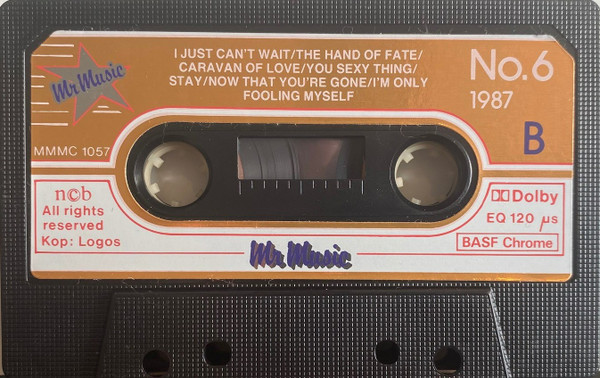 Mr Music
I JUST CAN'T WAIT/THE HAND OF FATE/
CARAVAN OF LOVE/YOU SEXY THING/
STAY/NOW THAT YOU'RE GONE/I'M ONLY
FOOLING MYSELF
No.6
1987
B
MMMC 1057
n©b
All rights
reserved
Kop: Logos
Dolby
EQ 120 µs
BASF Chrome
Mr Music